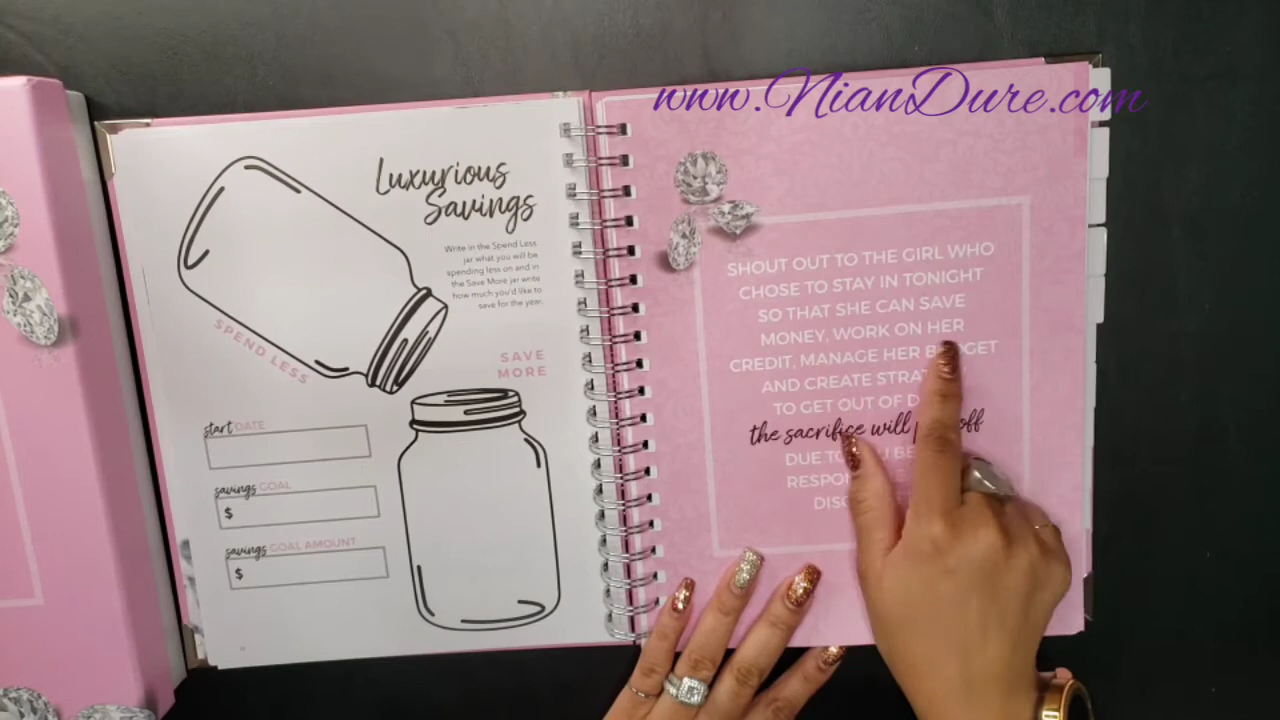 www.NianDure.com
Luxurious
Savings
Write in the Spend Less
jar what you will be
spending less on and in
the Save More jar write
how much you'd like to
save for the year.
SPEND LESS
SAVE
MORE
start DATE
savings GOAL
$
savings GOAL AMOUNT
$
SHOUT OUT TO THE GIRL WHO
CHOSE TO STAY IN TONIGHT
SO THAT SHE CAN SAVE
MONEY, WORK ON HER
CREDIT, MANAGE HER
AND CREATE
TO GET OUT OF
the sacrifice will off
DUE